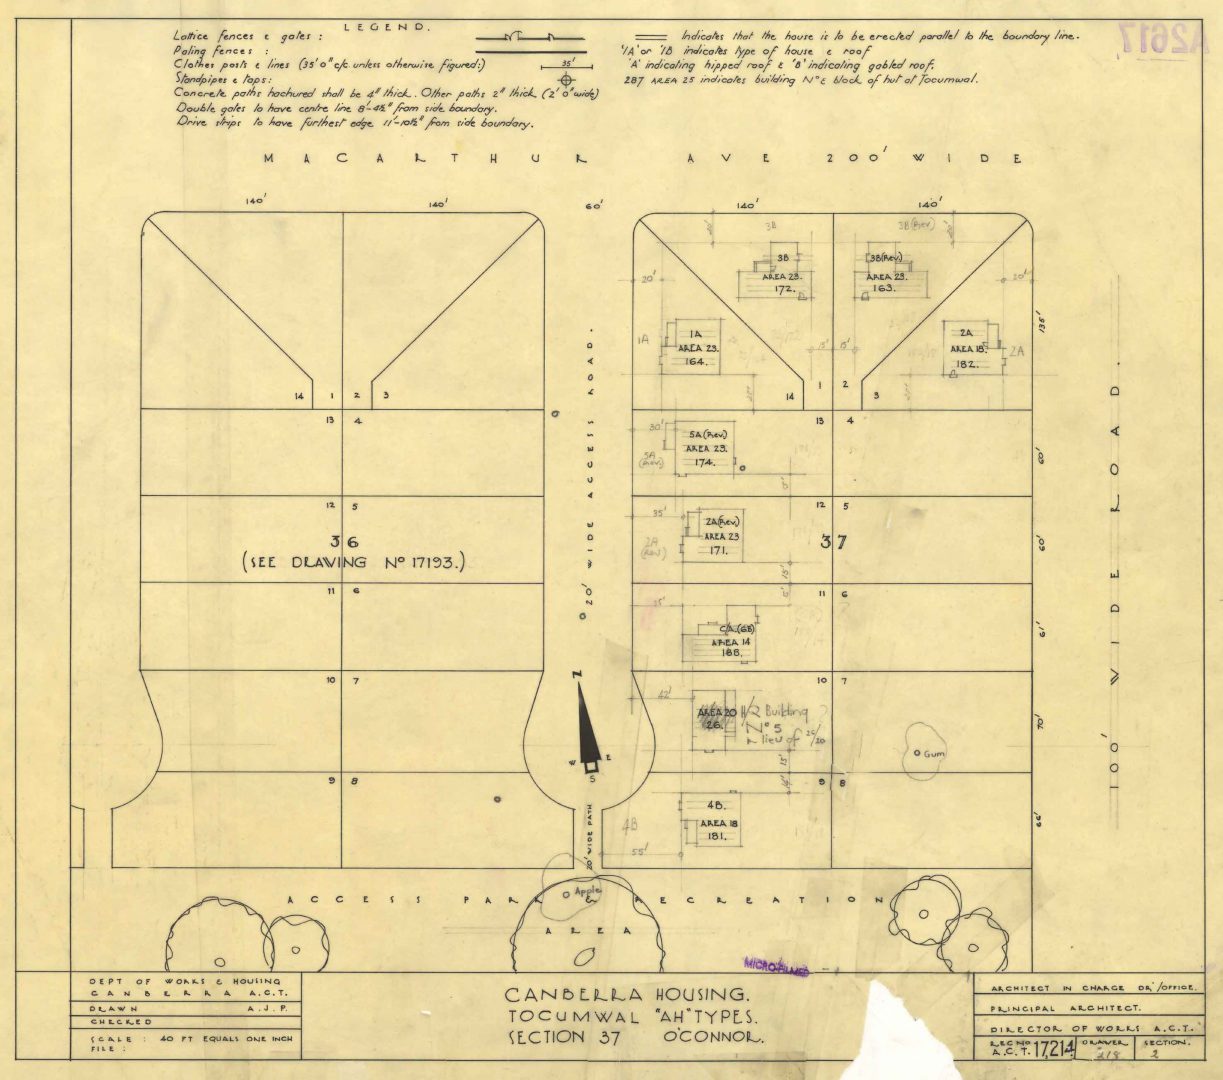 LEGEND.
Lattice fences & gates :
Paling fences :
Clothes posts & lines (35' 0" c/c unless otherwise figured:)
35'
Standpipes & taps:
Concrete paths hachured shall be 4" thick. Other paths 2" thick (2' 0" wide)
Double gates to have centre line 8'-4½" from side boundary.
Drive strips to have furthest edge 11'-10½" from side boundary.
Indicates that the house is to be erected parallel to the boundary line.
'1A' or '1B' indicates type of house & roof
'A' indicating hipped roof & 'B' indicating gabled roof.
287 AREA 25 indicates building Nº & block of hut at Tocumwal.
A2617
MACARTHUR AVE 200' WIDE
140' 140' 60' 140' 140'
3B 3B (Rev.)
3B
AREA 23.
172.
3B(Rev.)
AREA 23.
163.
20' 20'
1A
1A
AREA 23.
164.
2A
AREA 18.
182.
2A
15' 15'
135'
14 1 2 3
14 1 2 3
13 4
13 4
30'
5A (Rev.)
5A (Rev.)
AREA 23.
174.
60'
12 5
12 5
35'
2A (Rev.)
2A(Rev.)
AREA 23
171.
60'
36
(SEE DRAWING Nº 17193.)
37
15'
11 6
11 6
C/A.(6B)
AREA 14
188.
61'
20' WIDE ACCESS ROAD.
100' WIDE ROAD.
10 7
10 7
42'
AREA 20
26.
H/Q Building
Nº 5
lieu of 26/20
Gum
70'
N
W E
S
15'
9 8
9 8
4B
4B.
AREA 18
181.
55'
66'
20' WIDE PATH
Apple
ACCESS PARK & RECREATION
AREA
MICROFILMED
DEPT OF WORKS & HOUSING
CANBERRA A.C.T.
DRAWN A.J.P.
CHECKED
SCALE : 40 FT EQUALS ONE INCH
FILE :
CANBERRA HOUSING.
TOCUMWAL "AH" TYPES.
SECTION 37 O'CONNOR.
ARCHITECT IN CHARGE DR/OFFICE.
PRINCIPAL ARCHITECT.
DIRECTOR OF WORKS A.C.T.
REG Nº
A.C.T. 17,214
DRAWER
218
SECTION.
2